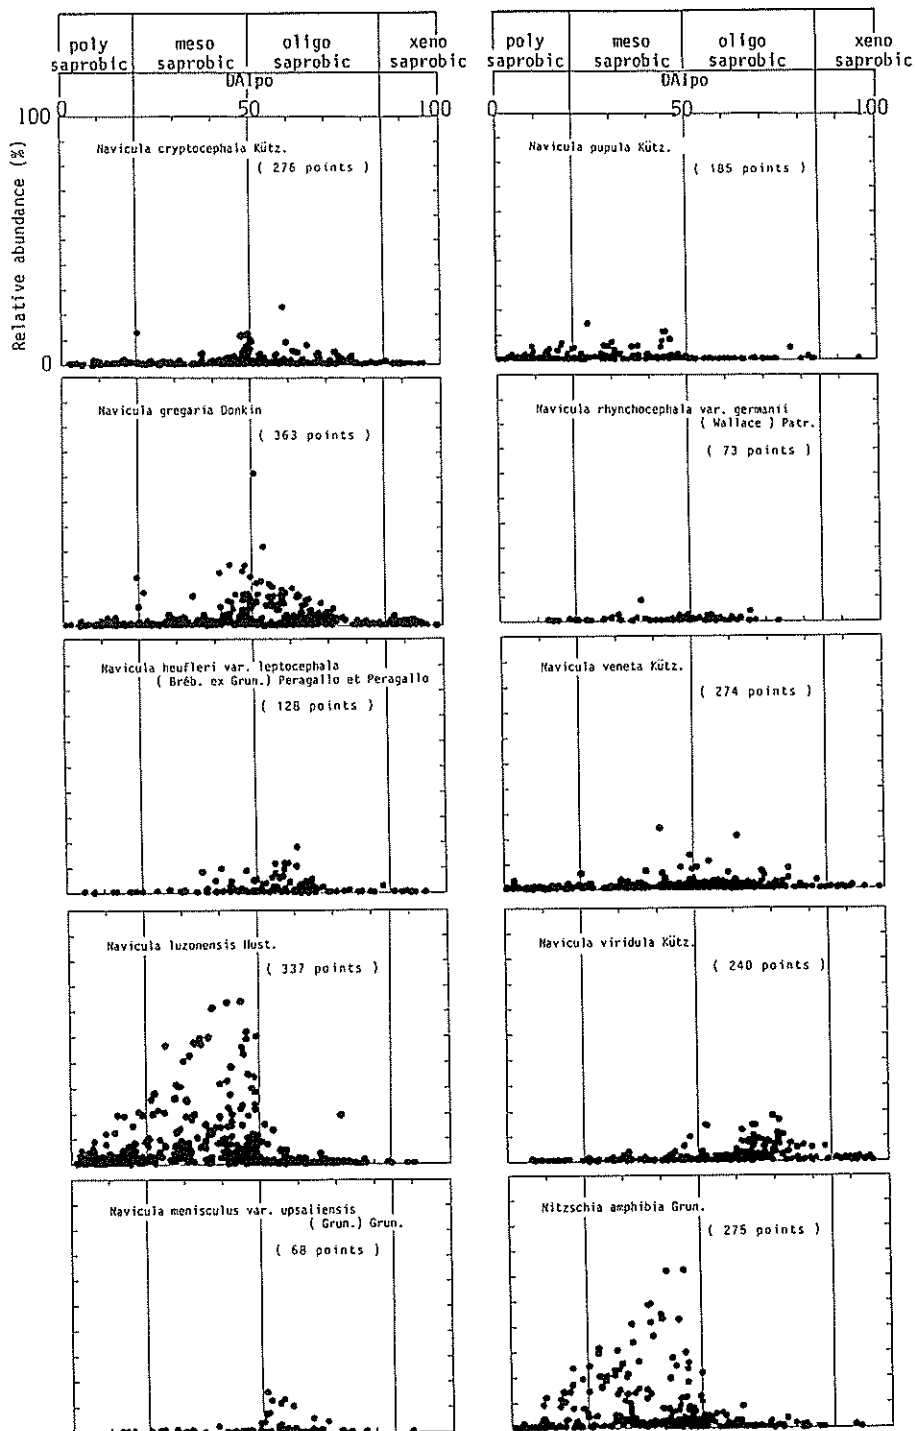 poly meso oligo xeno
saprobic saprobic saprobic saprobic
DAIpo
0 50 100
poly meso oligo xeno
saprobic saprobic saprobic saprobic
0 50 100
100
Relative abundance (%)
0
Navicula cryptocephala Kütz.
( 276 points )
Navicula pupula Kütz.
( 185 points )
Navicula gregaria Donkin
( 363 points )
Navicula rhynchocephala var. germanii
( Wallace ) Patr.
( 73 points )
Navicula heufleri var. leptocephala
( Bréb. ex Grun.) Peragallo et Peragallo
( 128 points )
Navicula veneta Kütz.
( 274 points )
Navicula luzonensis Hust.
( 337 points )
Navicula viridula Kütz.
( 240 points )
Navicula menisculus var. upsaliensis
( Grun.) Grun.
( 68 points )
Nitzschia amphibia Grun.
( 275 points )